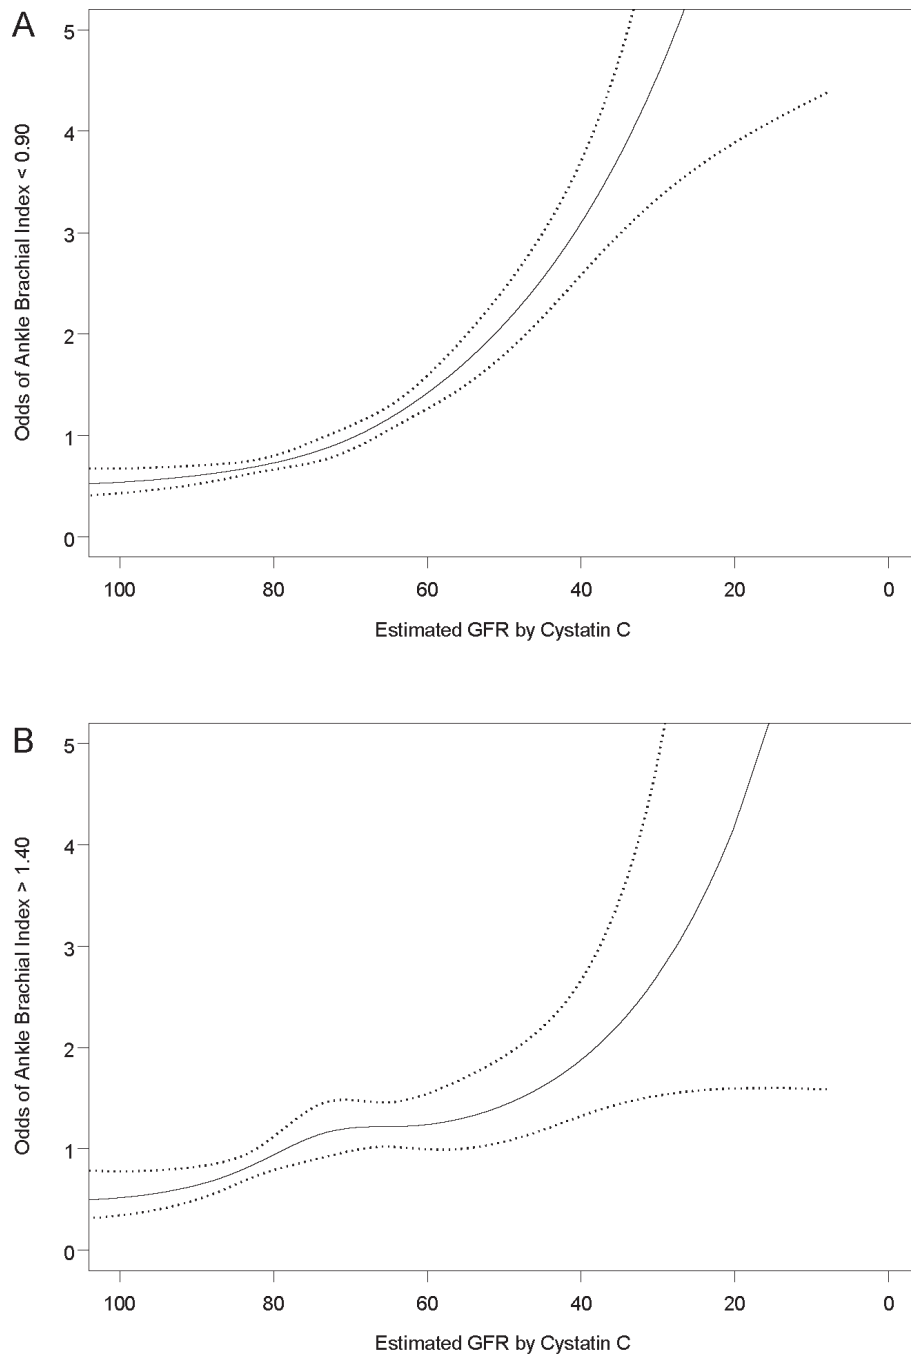 A
5
4
3
2
1
0
Odds of Ankle Brachial Index < 0.90
100 80 60 40 20 0
Estimated GFR by Cystatin C
B
5
4
3
2
1
0
Odds of Ankle Brachial Index > 1.40
100 80 60 40 20 0
Estimated GFR by Cystatin C